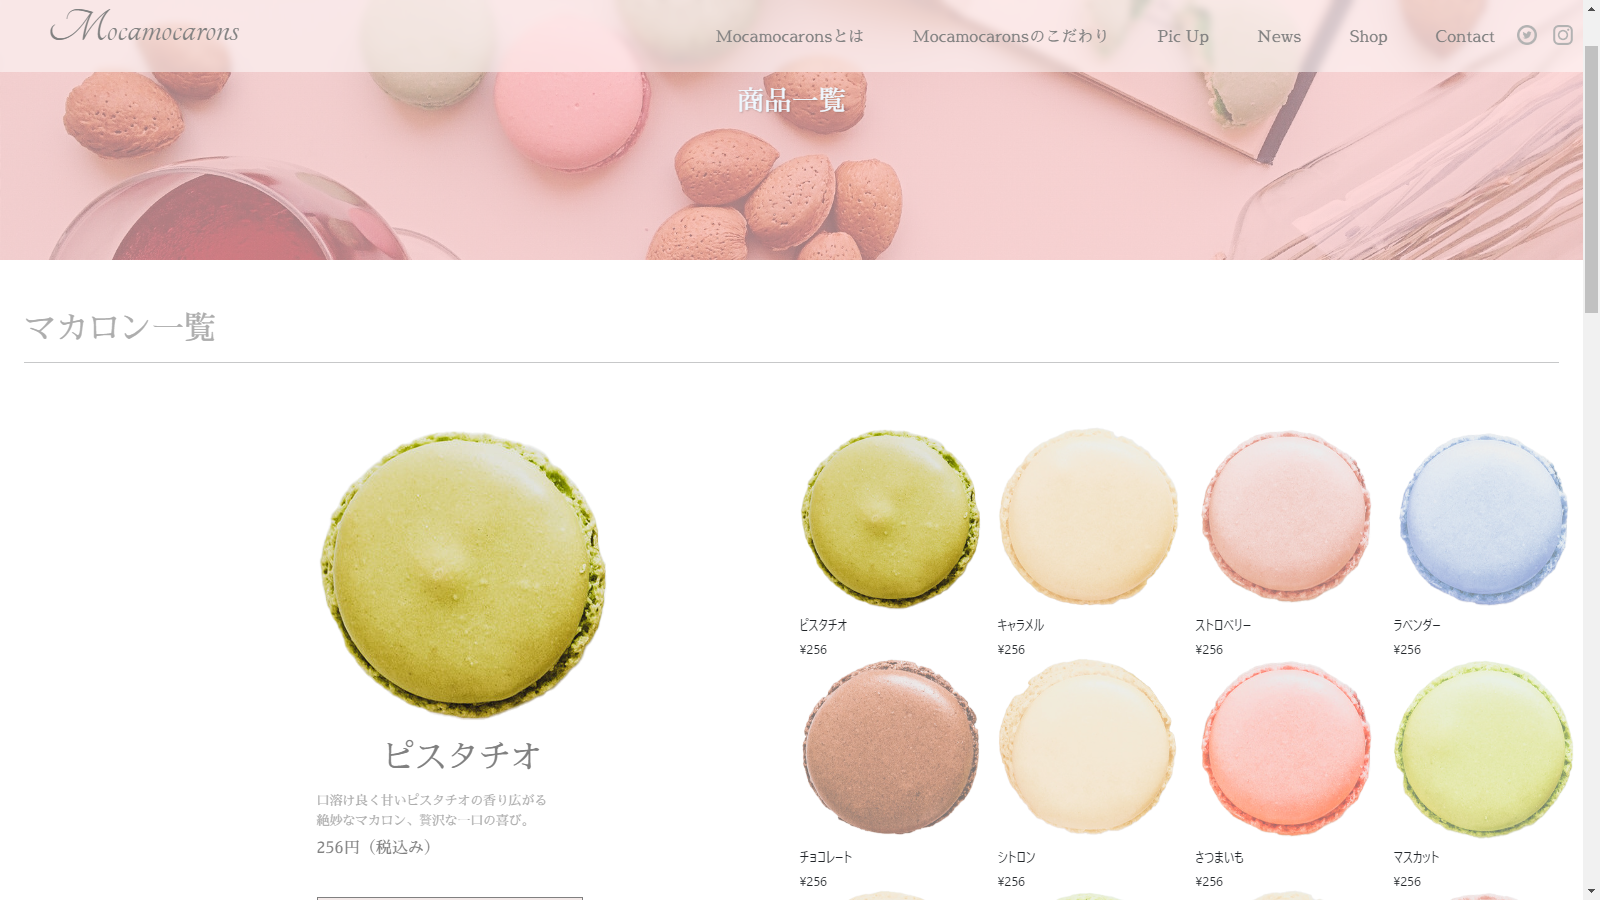 Mocamocarons
Mocamocaronsとは
Mocamocaronsのこだわり
Pic Up
News
Shop
Contact
商品一覧
マカロン一覧
ピスタチオ
口溶け良く甘いピスタチオの香り広がる
絶妙なマカロン、贅沢な一口の喜び。
256円（税込み）
ピスタチオ
¥256
キャラメル
¥256
ストロベリー
¥256
ラベンダー
¥256
チョコレート
¥256
シトロン
¥256
さつまいも
¥256
マスカット
¥256